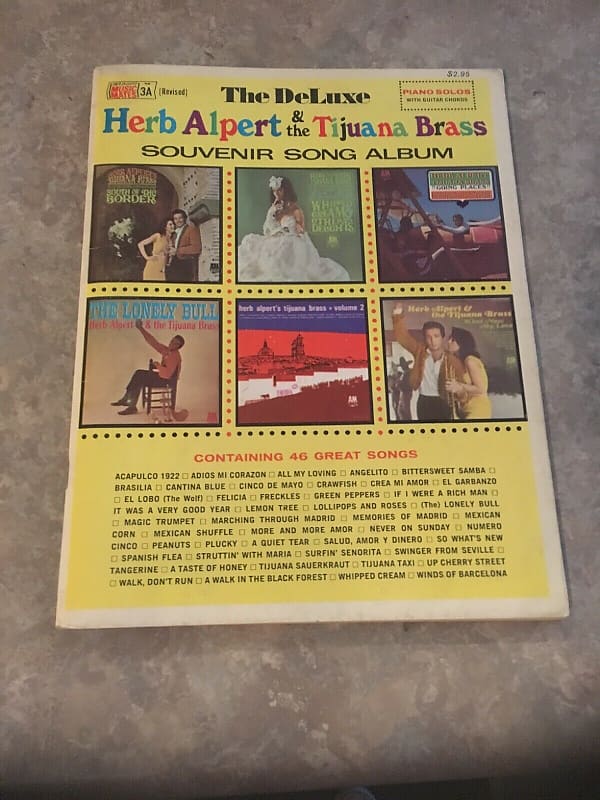 $2.95
MUSIC MATES 3A (Revised)
The DeLuxe
PIANO SOLOS
WITH GUITAR CHORDS
Herb Alpert & the Tijuana Brass
SOUVENIR SONG ALBUM
SOUTH OF THE
BORDER
WHIPPED
CREAM &
OTHER
DELIGHTS
"GOING PLACES"
THE LONELY BULL
Herb Alpert & the Tijuana Brass
herb alpert's tijuana brass • volume 2
AM
Herb Alpert &
the Tijuana Brass
What Now
My Love
CONTAINING 46 GREAT SONGS
ACAPULCO 1922 □ ADIOS MI CORAZON □ ALL MY LOVING □ ANGELITO □ BITTERSWEET SAMBA □
BRASILIA □ CANTINA BLUE □ CINCO DE MAYO □ CRAWFISH □ CREA MI AMOR □ EL GARBANZO
□ EL LOBO (The Wolf) □ FELICIA □ FRECKLES □ GREEN PEPPERS □ IF I WERE A RICH MAN □
IT WAS A VERY GOOD YEAR □ LEMON TREE □ LOLLIPOPS AND ROSES □ (The) LONELY BULL
□ MAGIC TRUMPET □ MARCHING THROUGH MADRID □ MEMORIES OF MADRID □ MEXICAN
CORN □ MEXICAN SHUFFLE □ MORE AND MORE AMOR □ NEVER ON SUNDAY □ NUMERO
CINCO □ PEANUTS □ PLUCKY □ A QUIET TEAR □ SALUD, AMOR Y DINERO □ SO WHAT'S NEW
□ SPANISH FLEA □ STRUTTIN' WITH MARIA □ SURFIN' SENORITA □ SWINGER FROM SEVILLE □
TANGERINE □ A TASTE OF HONEY □ TIJUANA SAUERKRAUT □ TIJUANA TAXI □ UP CHERRY STREET
□ WALK, DON'T RUN □ A WALK IN THE BLACK FOREST □ WHIPPED CREAM □ WINDS OF BARCELONA